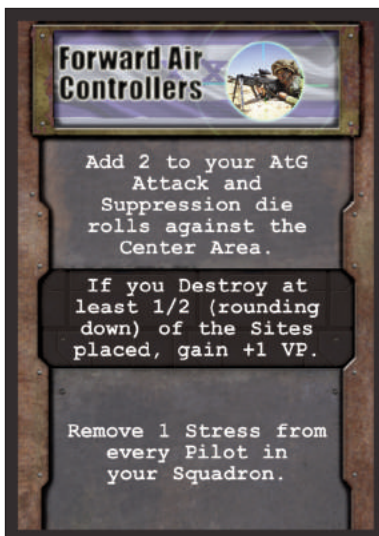 Forward Air
Controllers
Add 2 to your AtG
Attack and
Suppression die
rolls against the
Center Area.
If you Destroy at
least 1/2 (rounding
down) of the Sites
placed, gain +1 VP.
Remove 1 Stress from
every Pilot in
your Squadron.